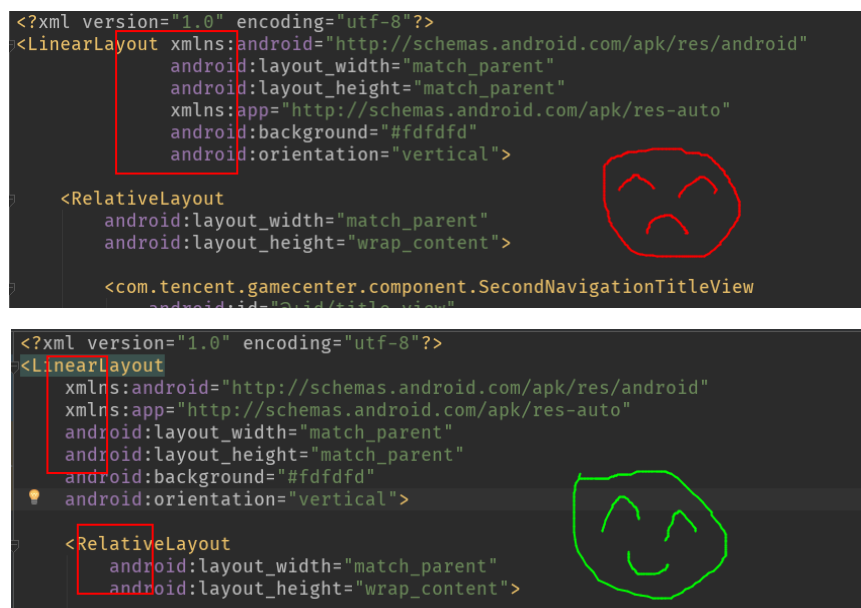 <?xml version="1.0" encoding="utf-8"?>
<LinearLayout xmlns:android="http://schemas.android.com/apk/res/android"
android:layout_width="match_parent"
android:layout_height="match_parent"
xmlns:app="http://schemas.android.com/apk/res-auto"
android:background="#fdfdfd"
android:orientation="vertical">
<RelativeLayout
android:layout_width="match_parent"
android:layout_height="wrap_content">
<com.tencent.gamecenter.component.SecondNavigationTitleView
android:id="@+id/title_view"
<?xml version="1.0" encoding="utf-8"?>
<LinearLayout
xmlns:android="http://schemas.android.com/apk/res/android"
xmlns:app="http://schemas.android.com/apk/res-auto"
android:layout_width="match_parent"
android:layout_height="match_parent"
android:background="#fdfdfd"
android:orientation="vertical">
<RelativeLayout
android:layout_width="match_parent"
android:layout_height="wrap_content">